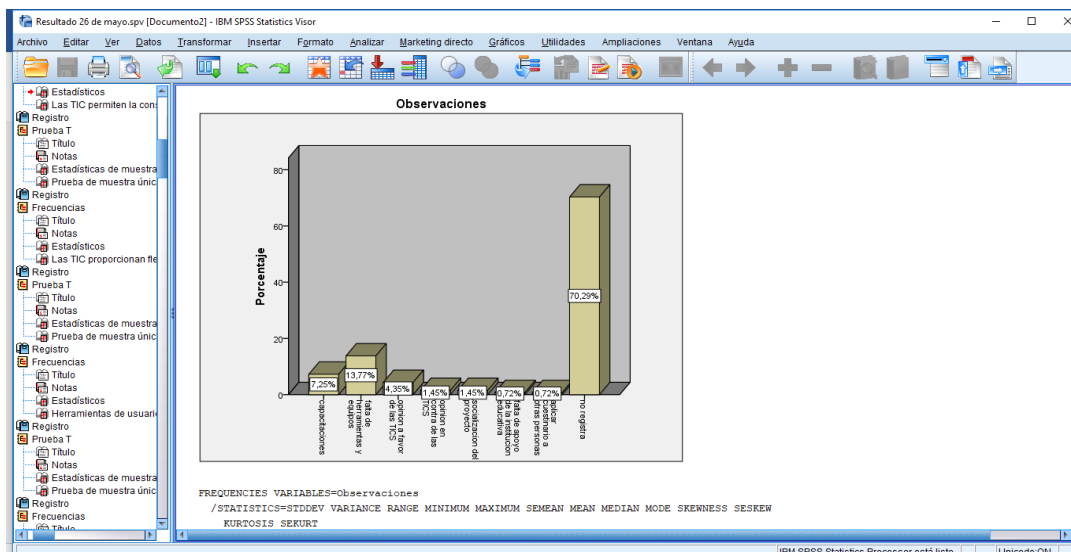 Resultado 26 de mayo.spv [Documento2] - IBM SPSS Statistics Visor
Archivo Editar Ver Datos Transformar Insertar Formato Analizar Marketing directo Gráficos Utilidades Ampliaciones Ventana Ayuda
Estadísticos
Las TIC permiten la con
Registro
Prueba T
Título
Notas
Estadísticas de muestra
Prueba de muestra únic
Registro
Frecuencias
Título
Notas
Estadísticos
Las TIC proporcionan fle
Registro
Prueba T
Título
Notas
Estadísticas de muestra
Prueba de muestra únic
Registro
Frecuencias
Título
Notas
Estadísticos
Herramientas de usuari
Registro
Prueba T
Título
Notas
Estadísticas de muestra
Prueba de muestra únic
Registro
Frecuencias
Título
Observaciones
Porcentaje
80
60
40
20
0
7,25%
13,77%
4,35%
1,45%
1,45%
0,72%
0,72%
70,29%
capacitaciones
falta de
herramientas y
equipos
opinion a favor
de las TICS
opinion en
contra de las
TICS
socializacion del
proyecto
falta de apoyo
de la institucion
educativa
aplicar
cuestinario a
otras personas
no registra
FREQUENCIES VARIABLES=Observaciones
/STATISTICS=STDDEV VARIANCE RANGE MINIMUM MAXIMUM SEMEAN MEAN MEDIAN MODE SKEWNESS SESKEW
KURTOSIS SEKURT
IBM SPSS Statistics Processor está listo
Unicode:ON